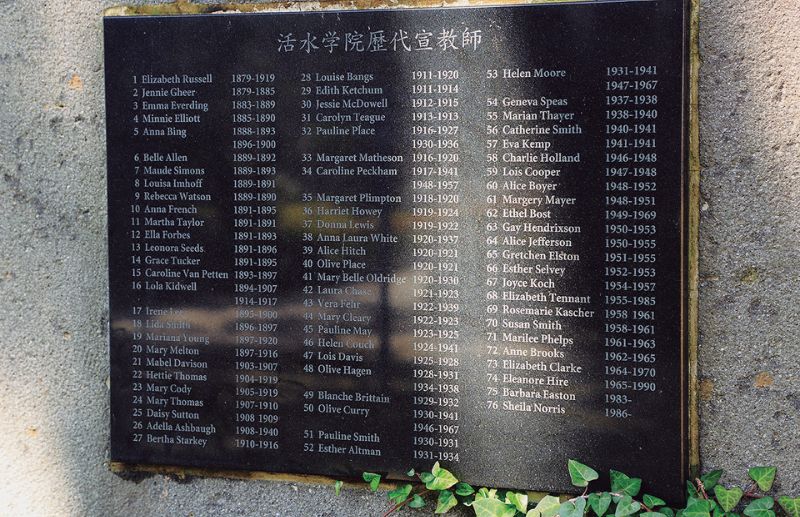 活水学院歴代宣教師
1 Elizabeth Russell 1879-1919
2 Jennie Gheer 1879-1885
3 Emma Everding 1883-1889
4 Minnie Elliott 1885-1890
5 Anna Bing 1888-1893
1896-1900
6 Belle Allen 1889-1892
7 Maude Simons 1889-1893
8 Louisa Imhoff 1889-1891
9 Rebecca Watson 1889-1890
10 Anna French 1891-1895
11 Martha Taylor 1891-1891
12 Ella Forbes 1891-1893
13 Leonora Seeds 1891-1896
14 Grace Tucker 1891-1895
15 Caroline Van Petten 1893-1897
16 Lola Kidwell 1894-1907
1914-1917
17 Irene Lee 1895-1900
18 Lida Smith 1896-1897
19 Mariana Young 1897-1920
20 Mary Melton 1897-1916
21 Mabel Davison 1903-1907
22 Hettie Thomas 1904-1919
23 Mary Cody 1905-1919
24 Mary Thomas 1907-1910
25 Daisy Sutton 1908 1909
26 Adella Ashbaugh 1908-1940
27 Bertha Starkey 1910-1916
28 Louise Bangs 1911-1920
29 Edith Ketchum 1911-1914
30 Jessie McDowell 1912-1915
31 Carolyn Teague 1913-1913
32 Pauline Place 1916-1927
1930-1936
33 Margaret Matheson 1916-1920
34 Caroline Peckham 1917-1941
1948-1957
35 Margaret Plimpton 1918-1920
36 Harriet Howey 1919-1924
37 Donna Lewis 1919-1922
38 Anna Laura White 1920-1937
39 Alice Hitch 1920-1921
40 Olive Place 1920-1921
41 Mary Belle Oldridge 1920-1930
42 Laura Chase 1921-1923
43 Vera Fehr 1922-1939
44 Mary Cleary 1922-1923
45 Pauline May 1923-1925
46 Helen Couch 1924-1941
47 Lois Davis 1925-1928
48 Olive Hagen 1928-1931
1934-1938
49 Blanche Brittain 1929-1932
50 Olive Curry 1930-1941
1946-1967
51 Pauline Smith 1930-1931
52 Esther Altman 1931-1934
53 Helen Moore 1931-1941
1947-1967
54 Geneva Speas 1937-1938
55 Marian Thayer 1938-1940
56 Catherine Smith 1940-1941
57 Eva Kemp 1941-1941
58 Charlie Holland 1946-1948
59 Lois Cooper 1947-1948
60 Alice Boyer 1948-1952
61 Margery Mayer 1948-1951
62 Ethel Bost 1949-1969
63 Gay Hendrixson 1950-1953
64 Alice Jefferson 1950-1955
65 Gretchen Elston 1951-1955
66 Esther Selvey 1952-1953
67 Joyce Koch 1954-1957
68 Elizabeth Tennant 1955-1985
69 Rosemarie Kascher 1958 1961
70 Susan Smith 1958-1961
71 Marilee Phelps 1961-1963
72 Anne Brooks 1962-1965
73 Elizabeth Clarke 1964-1970
74 Eleanore Hire 1965-1990
75 Barbara Easton 1983-
76 Sheila Norris 1986-